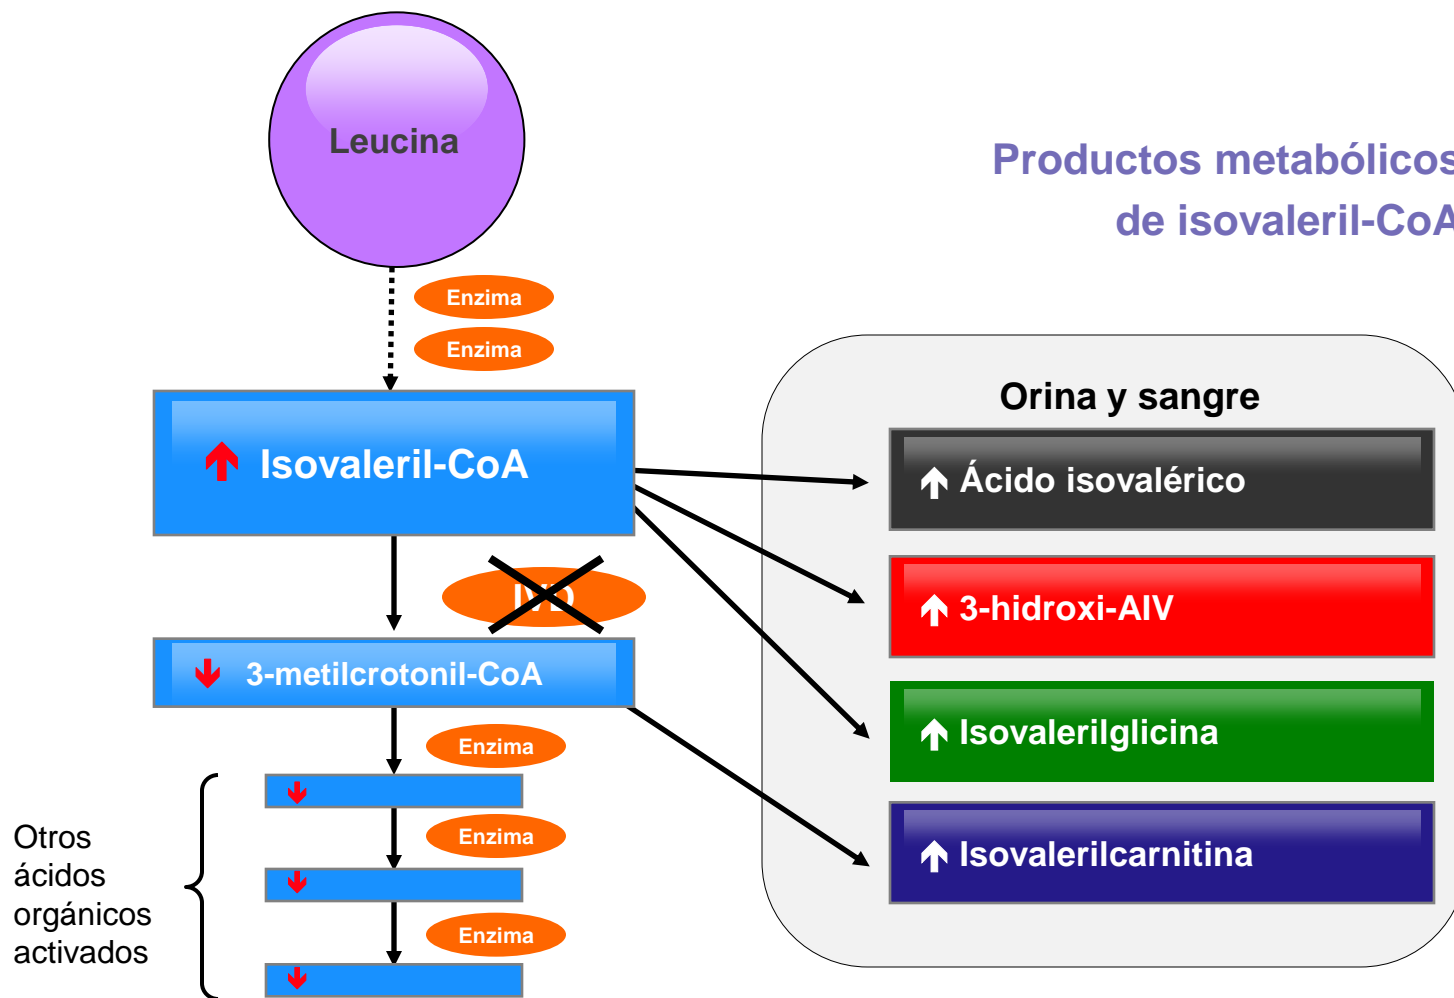 Leucina
Productos metabólicos
de isovaleril-CoA
Enzima
Enzima
Isovaleril-CoA
IVD
3-metilcrotonil-CoA
Enzima
Enzima
Enzima
Otros
ácidos
orgánicos
activados
Orina y sangre
Ácido isovalérico
3-hidroxi-AIV
Isovalerilglicina
Isovalerilcarnitina